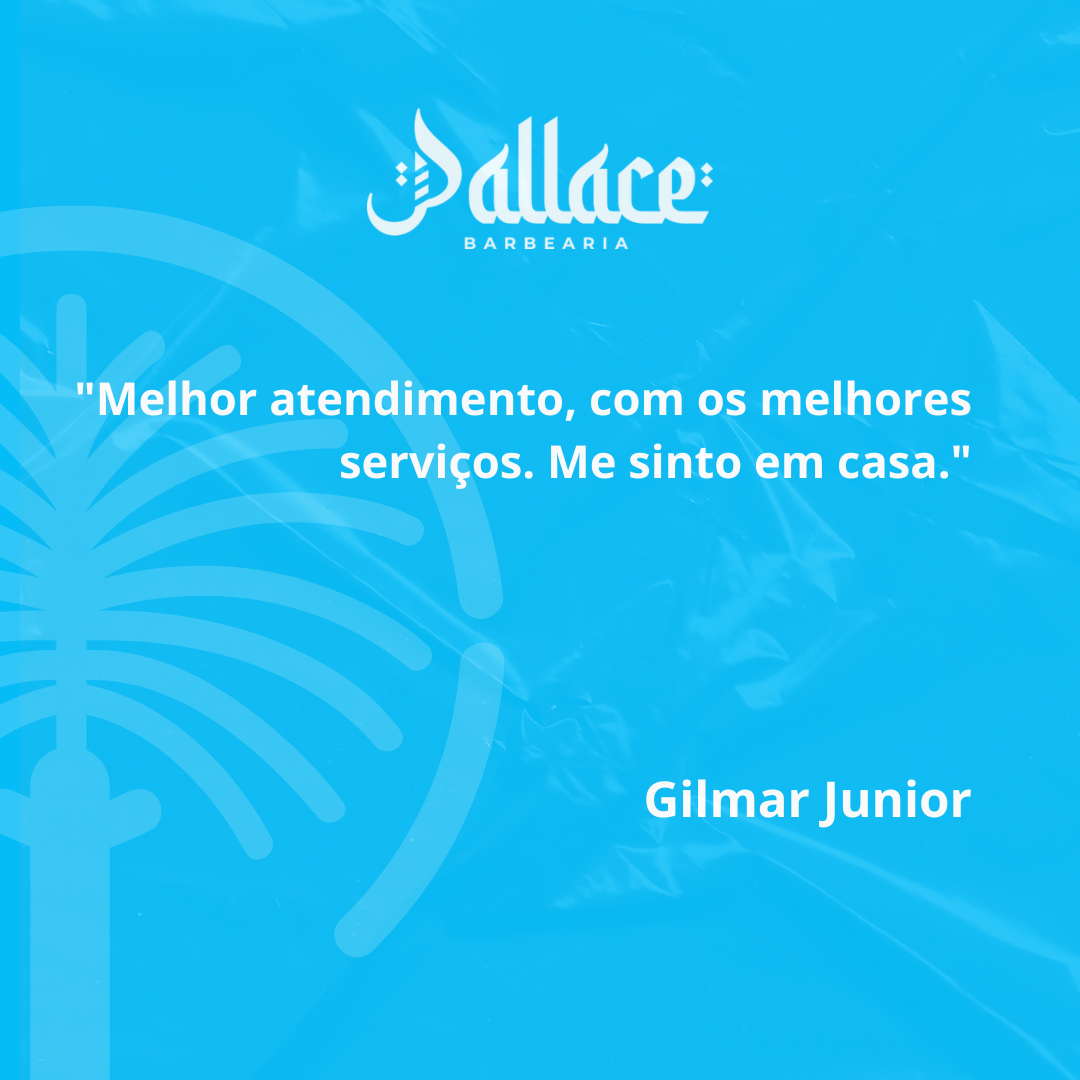 Pallace
BARBEARIA
"Melhor atendimento, com os melhores
serviços. Me sinto em casa."
Gilmar Junior